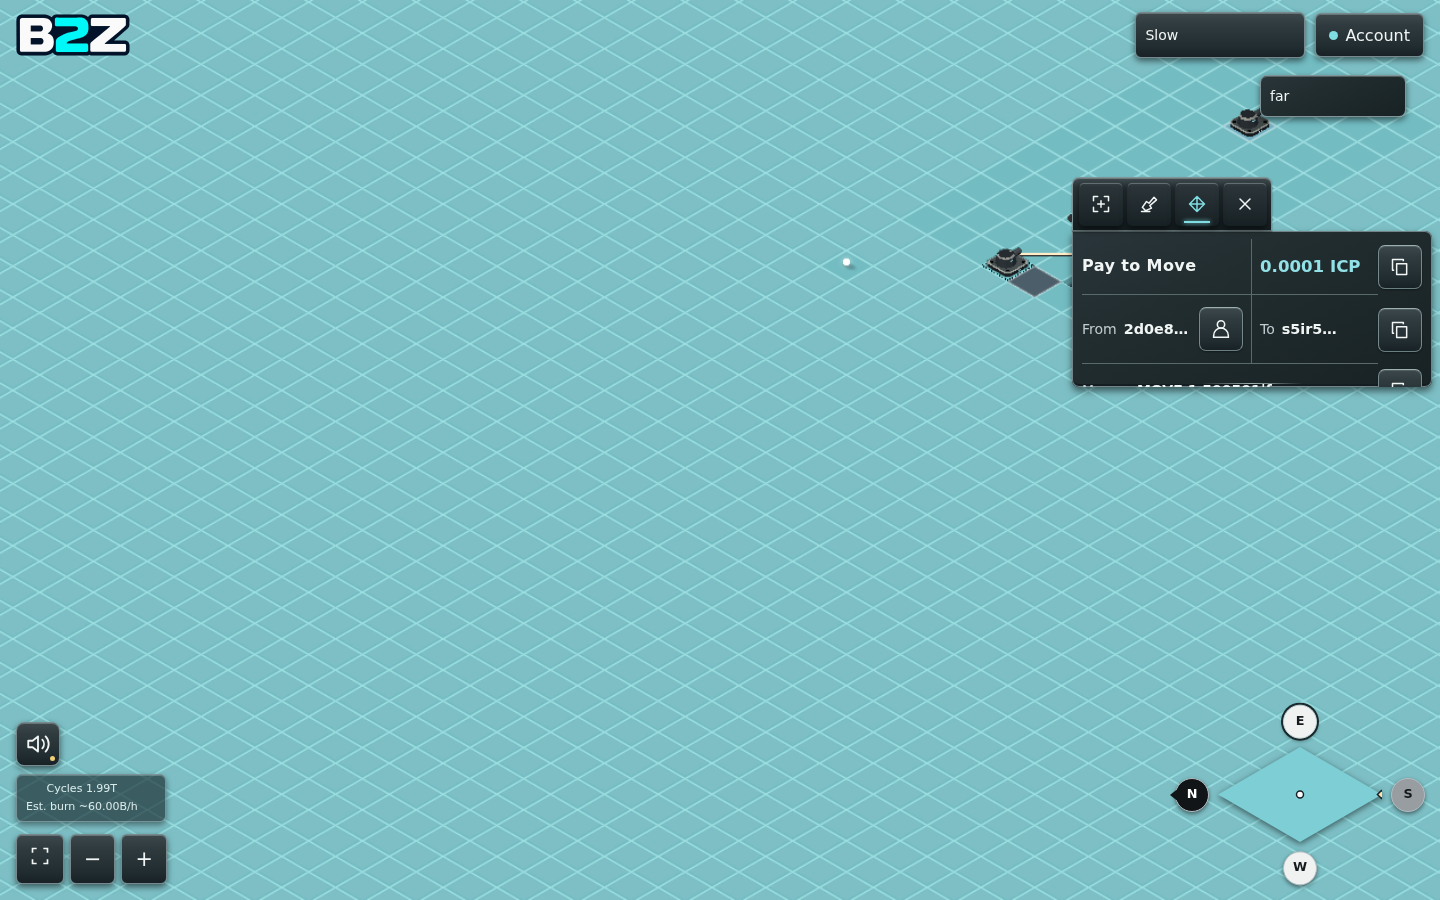 B2Z
Slow
Account
far
Pay to Move
0.0001 ICP
From 2d0e8...
To s5ir5...
Cycles 1.99T
Est. burn ~60.00B/h
E
N
S
W